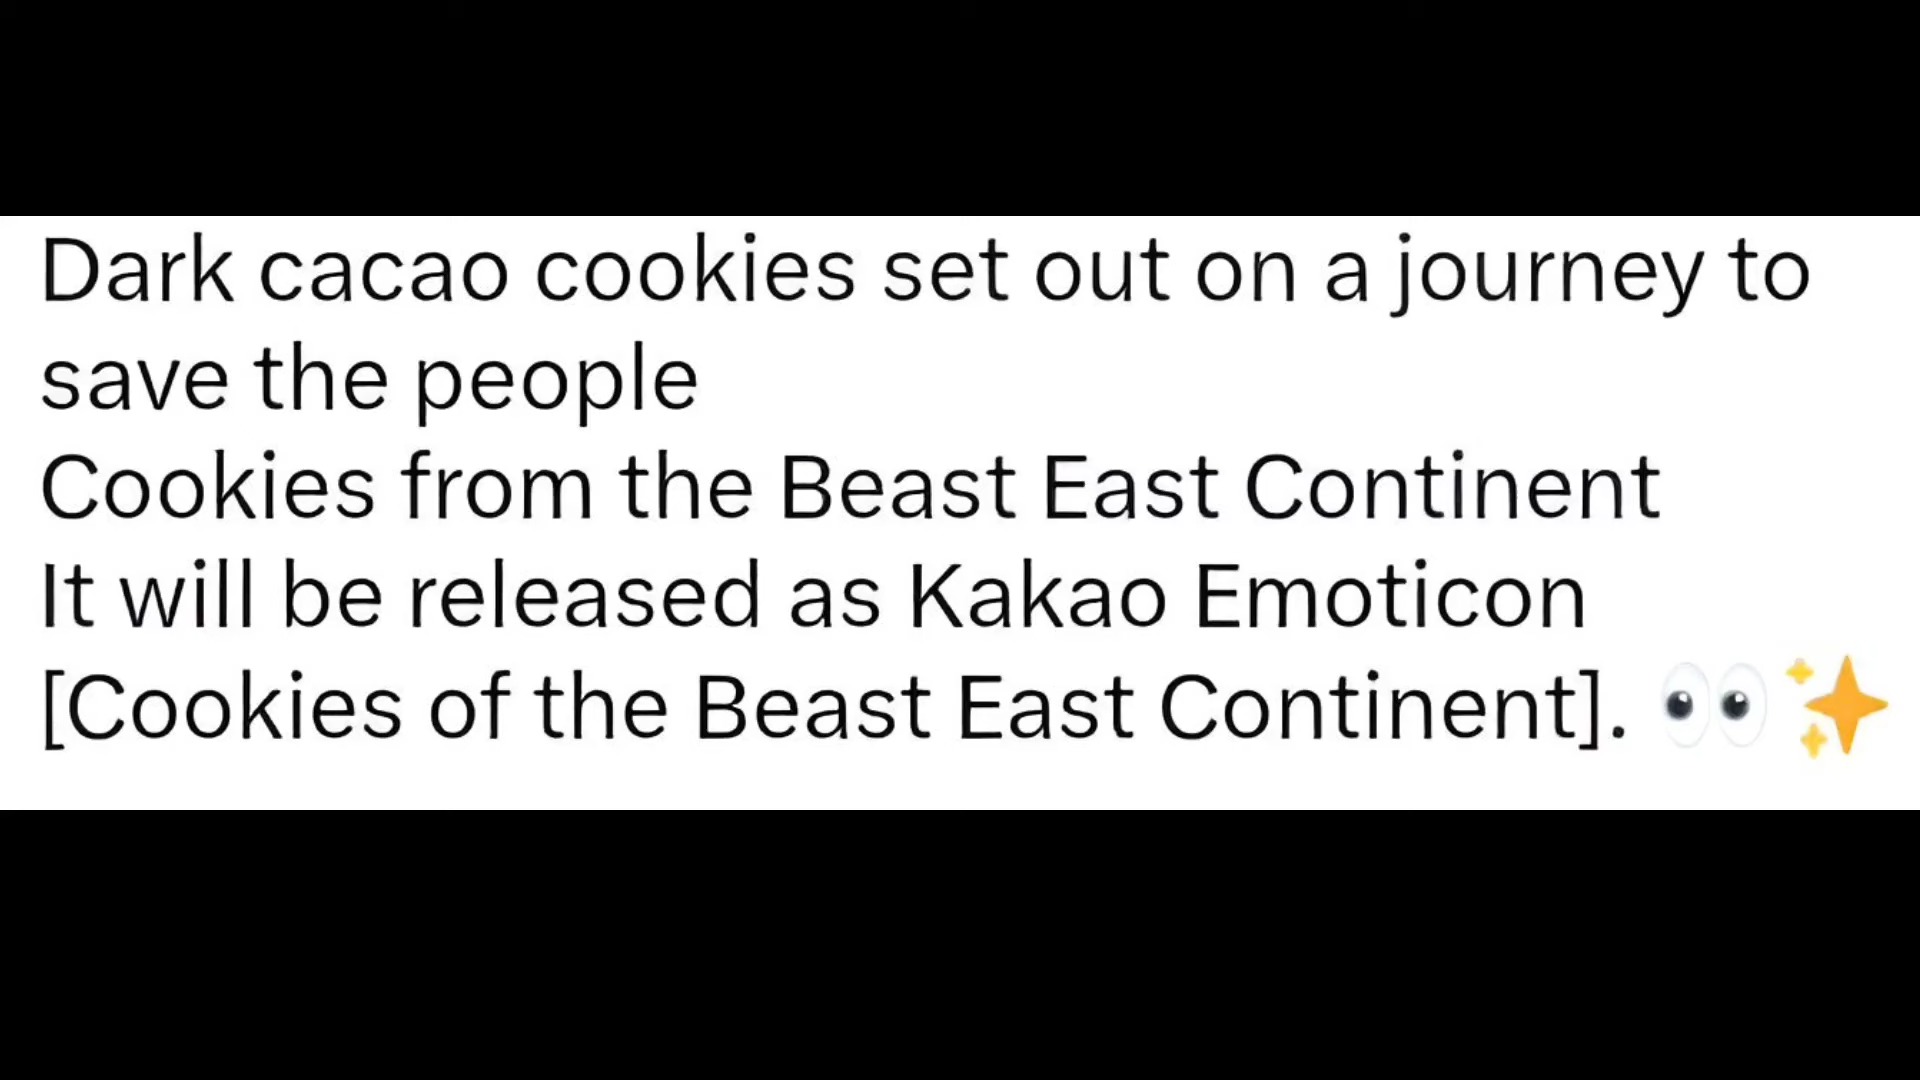 Dark cacao cookies set out on a journey to
save the people
Cookies from the Beast East Continent
It will be released as Kakao Emoticon
[Cookies of the Beast East Continent]. 👀✨